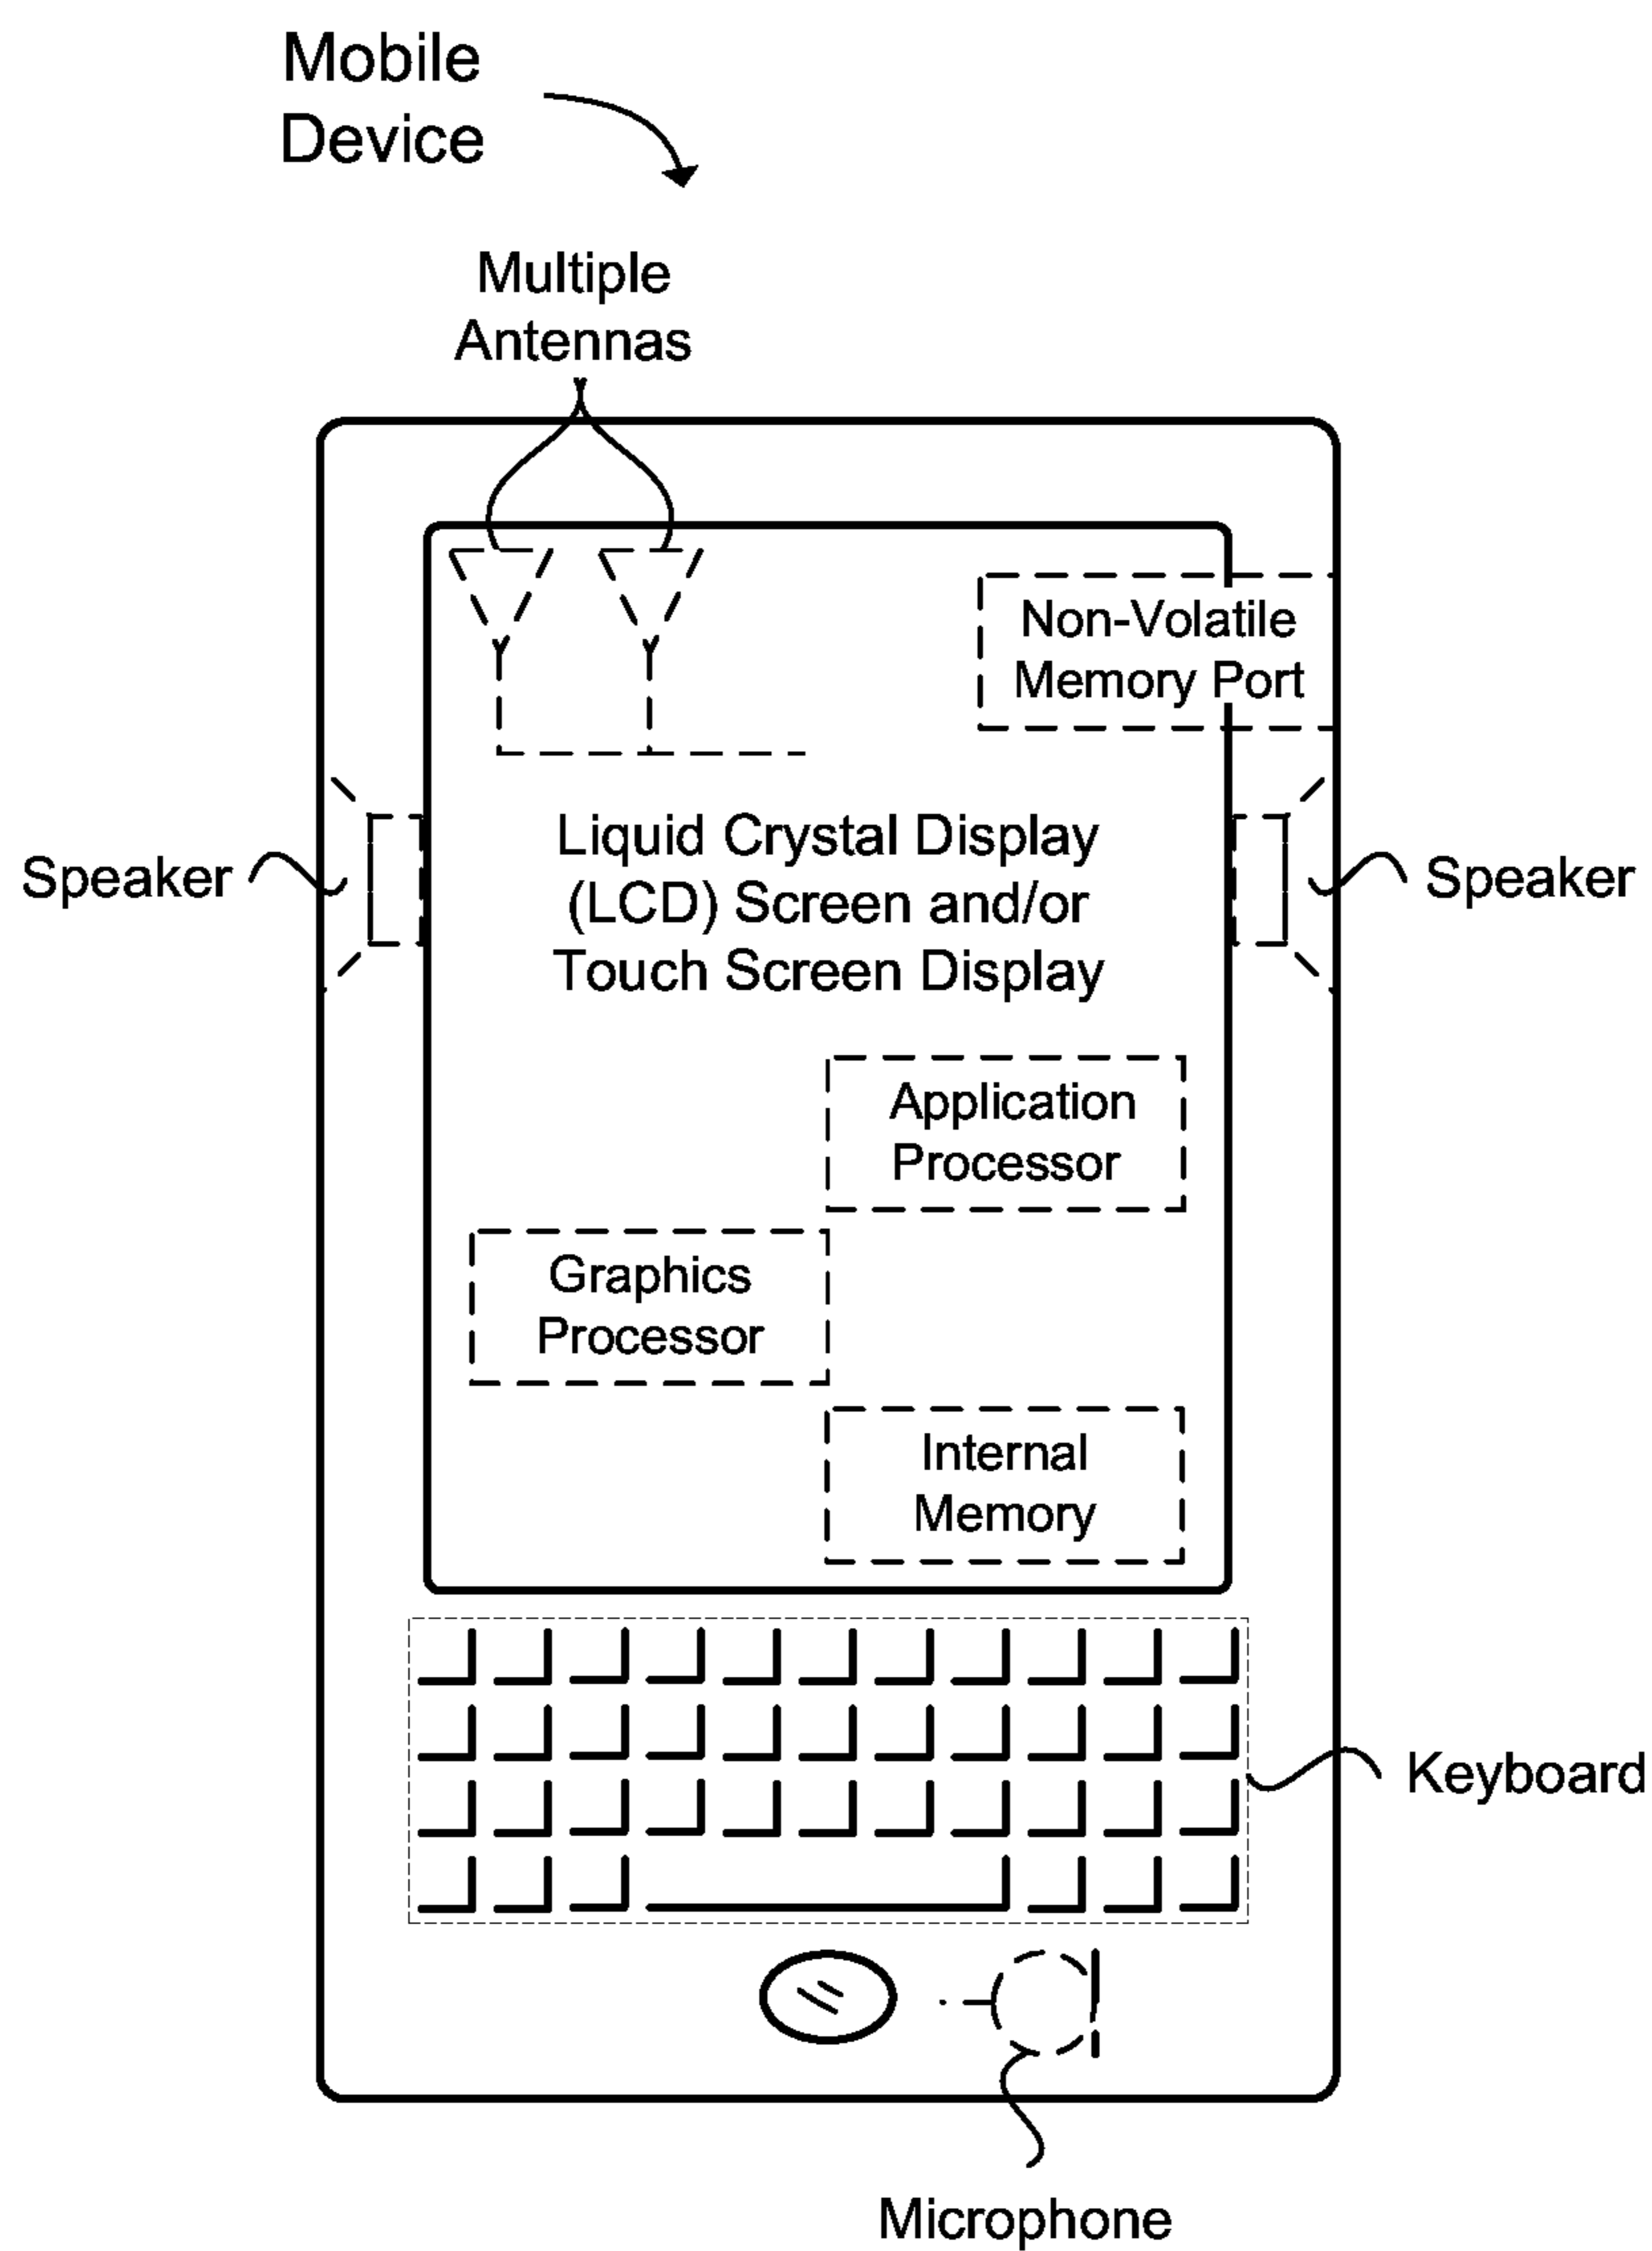 Mobile
Device
Multiple
Antennas
Non-Volatile
Memory Port
Speaker
Liquid Crystal Display
(LCD) Screen and/or
Touch Screen Display
Speaker
Application
Processor
Graphics
Processor
Internal
Memory
Keyboard
Microphone